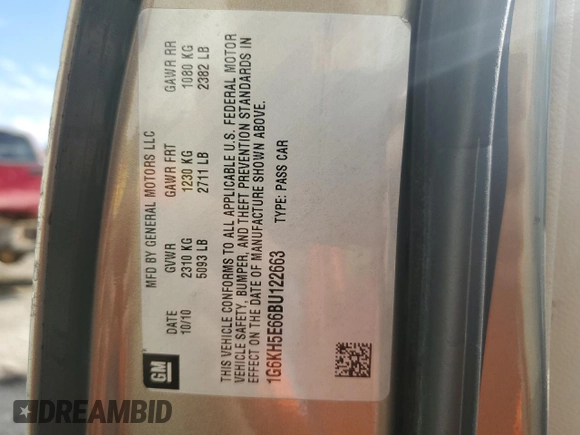 GM
MFD BY GENERAL MOTORS LLC
DATE GVWR GAWR FRT GAWR RR
10/10 2310 KG 1230 KG 1080 KG
5093 LB 2711 LB 2382 LB
THIS VEHICLE CONFORMS TO ALL APPLICABLE U.S. FEDERAL MOTOR
VEHICLE SAFETY, BUMPER, AND THEFT PREVENTION STANDARDS IN
EFFECT ON THE DATE OF MANUFACTURE SHOWN ABOVE.
1G6KH5E66BU122663 TYPE: PASS CAR
DREAMBID